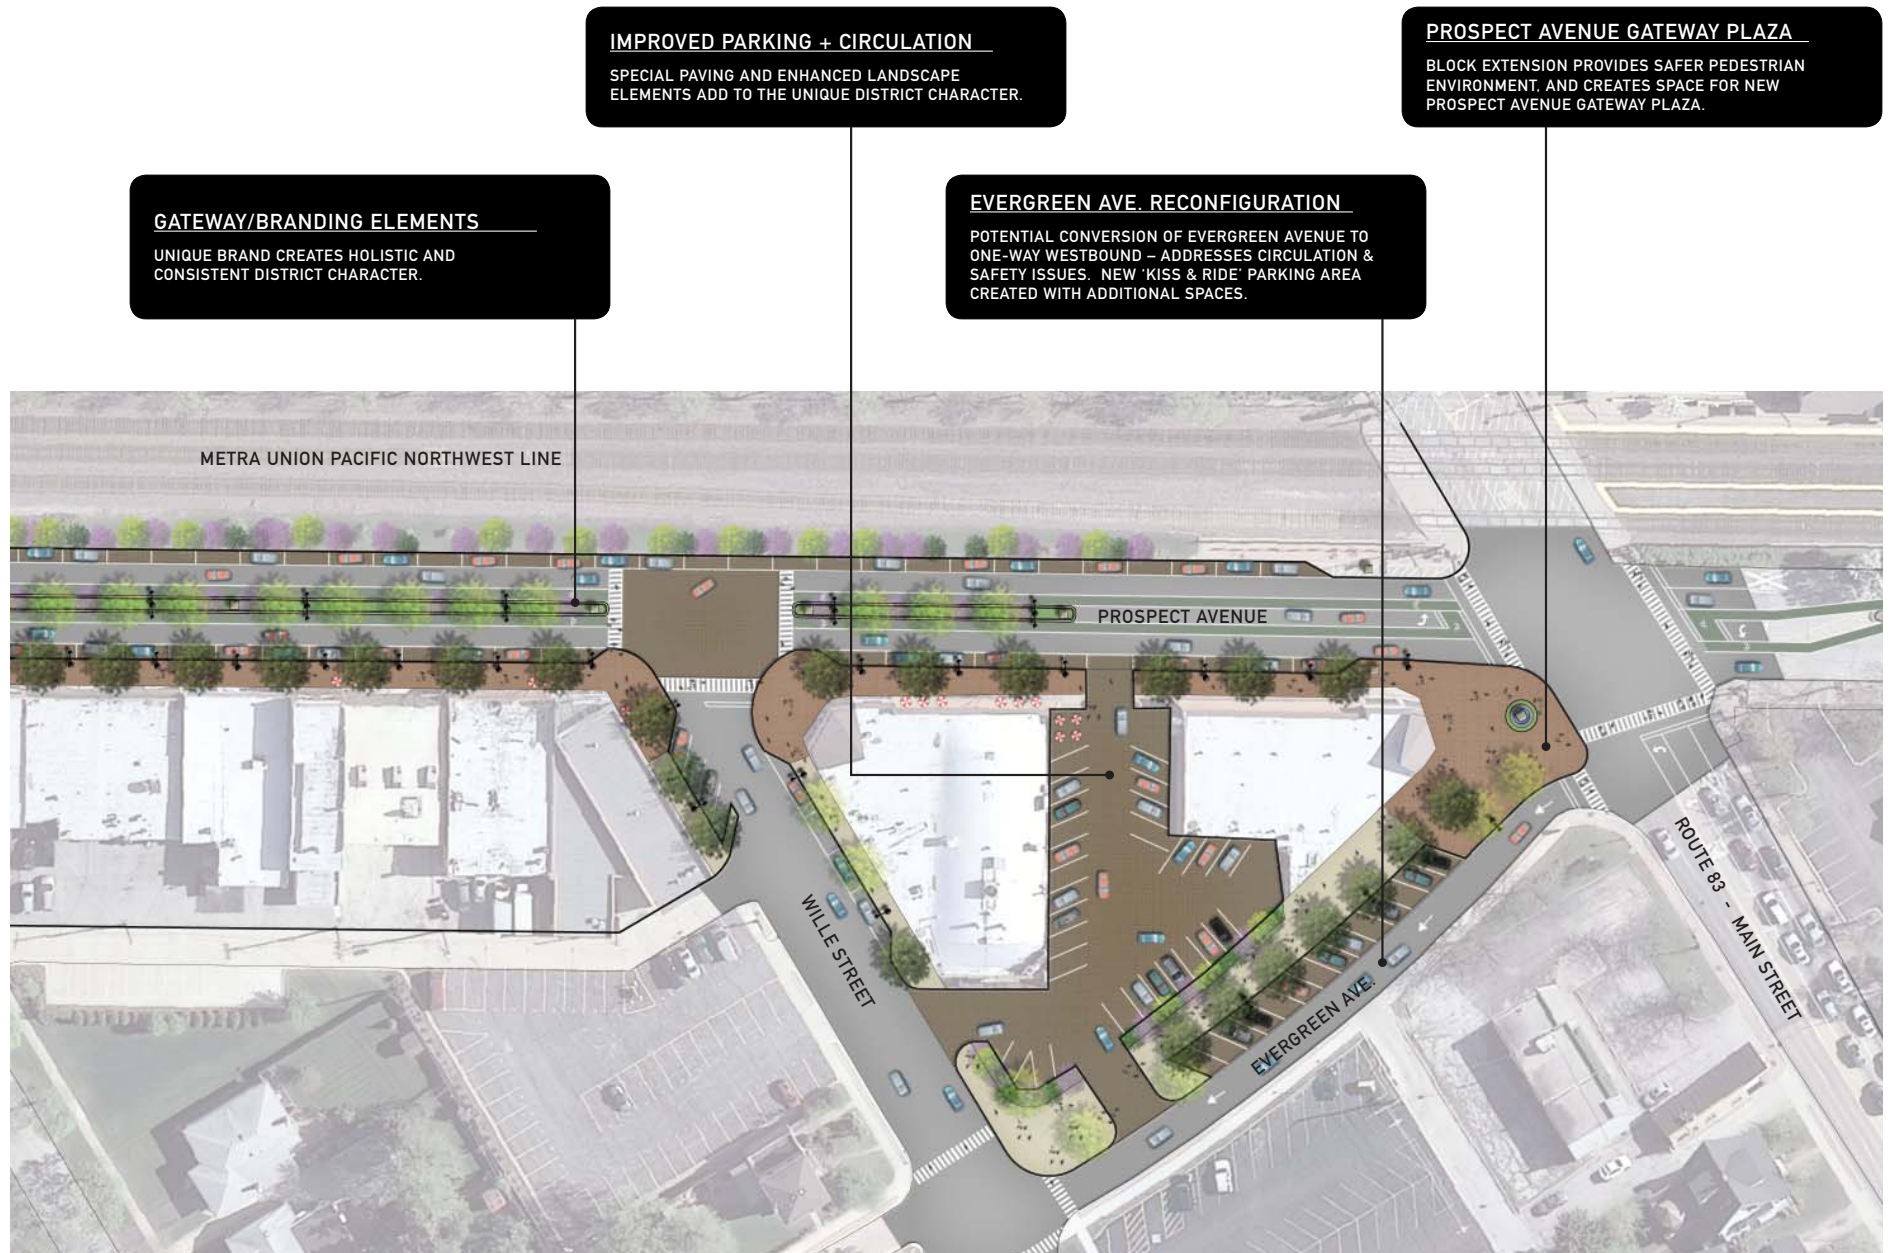 IMPROVED PARKING + CIRCULATION
SPECIAL PAVING AND ENHANCED LANDSCAPE
ELEMENTS ADD TO THE UNIQUE DISTRICT CHARACTER.
PROSPECT AVENUE GATEWAY PLAZA
BLOCK EXTENSION PROVIDES SAFER PEDESTRIAN
ENVIRONMENT, AND CREATES SPACE FOR NEW
PROSPECT AVENUE GATEWAY PLAZA.
GATEWAY/BRANDING ELEMENTS
UNIQUE BRAND CREATES HOLISTIC AND
CONSISTENT DISTRICT CHARACTER.
EVERGREEN AVE. RECONFIGURATION
POTENTIAL CONVERSION OF EVERGREEN AVENUE TO
ONE-WAY WESTBOUND – ADDRESSES CIRCULATION &
SAFETY ISSUES. NEW ‘KISS & RIDE’ PARKING AREA
CREATED WITH ADDITIONAL SPACES.
METRA UNION PACIFIC NORTHWEST LINE
PROSPECT AVENUE
WILLE STREET
EVERGREEN AVE.
ROUTE 83 - MAIN STREET